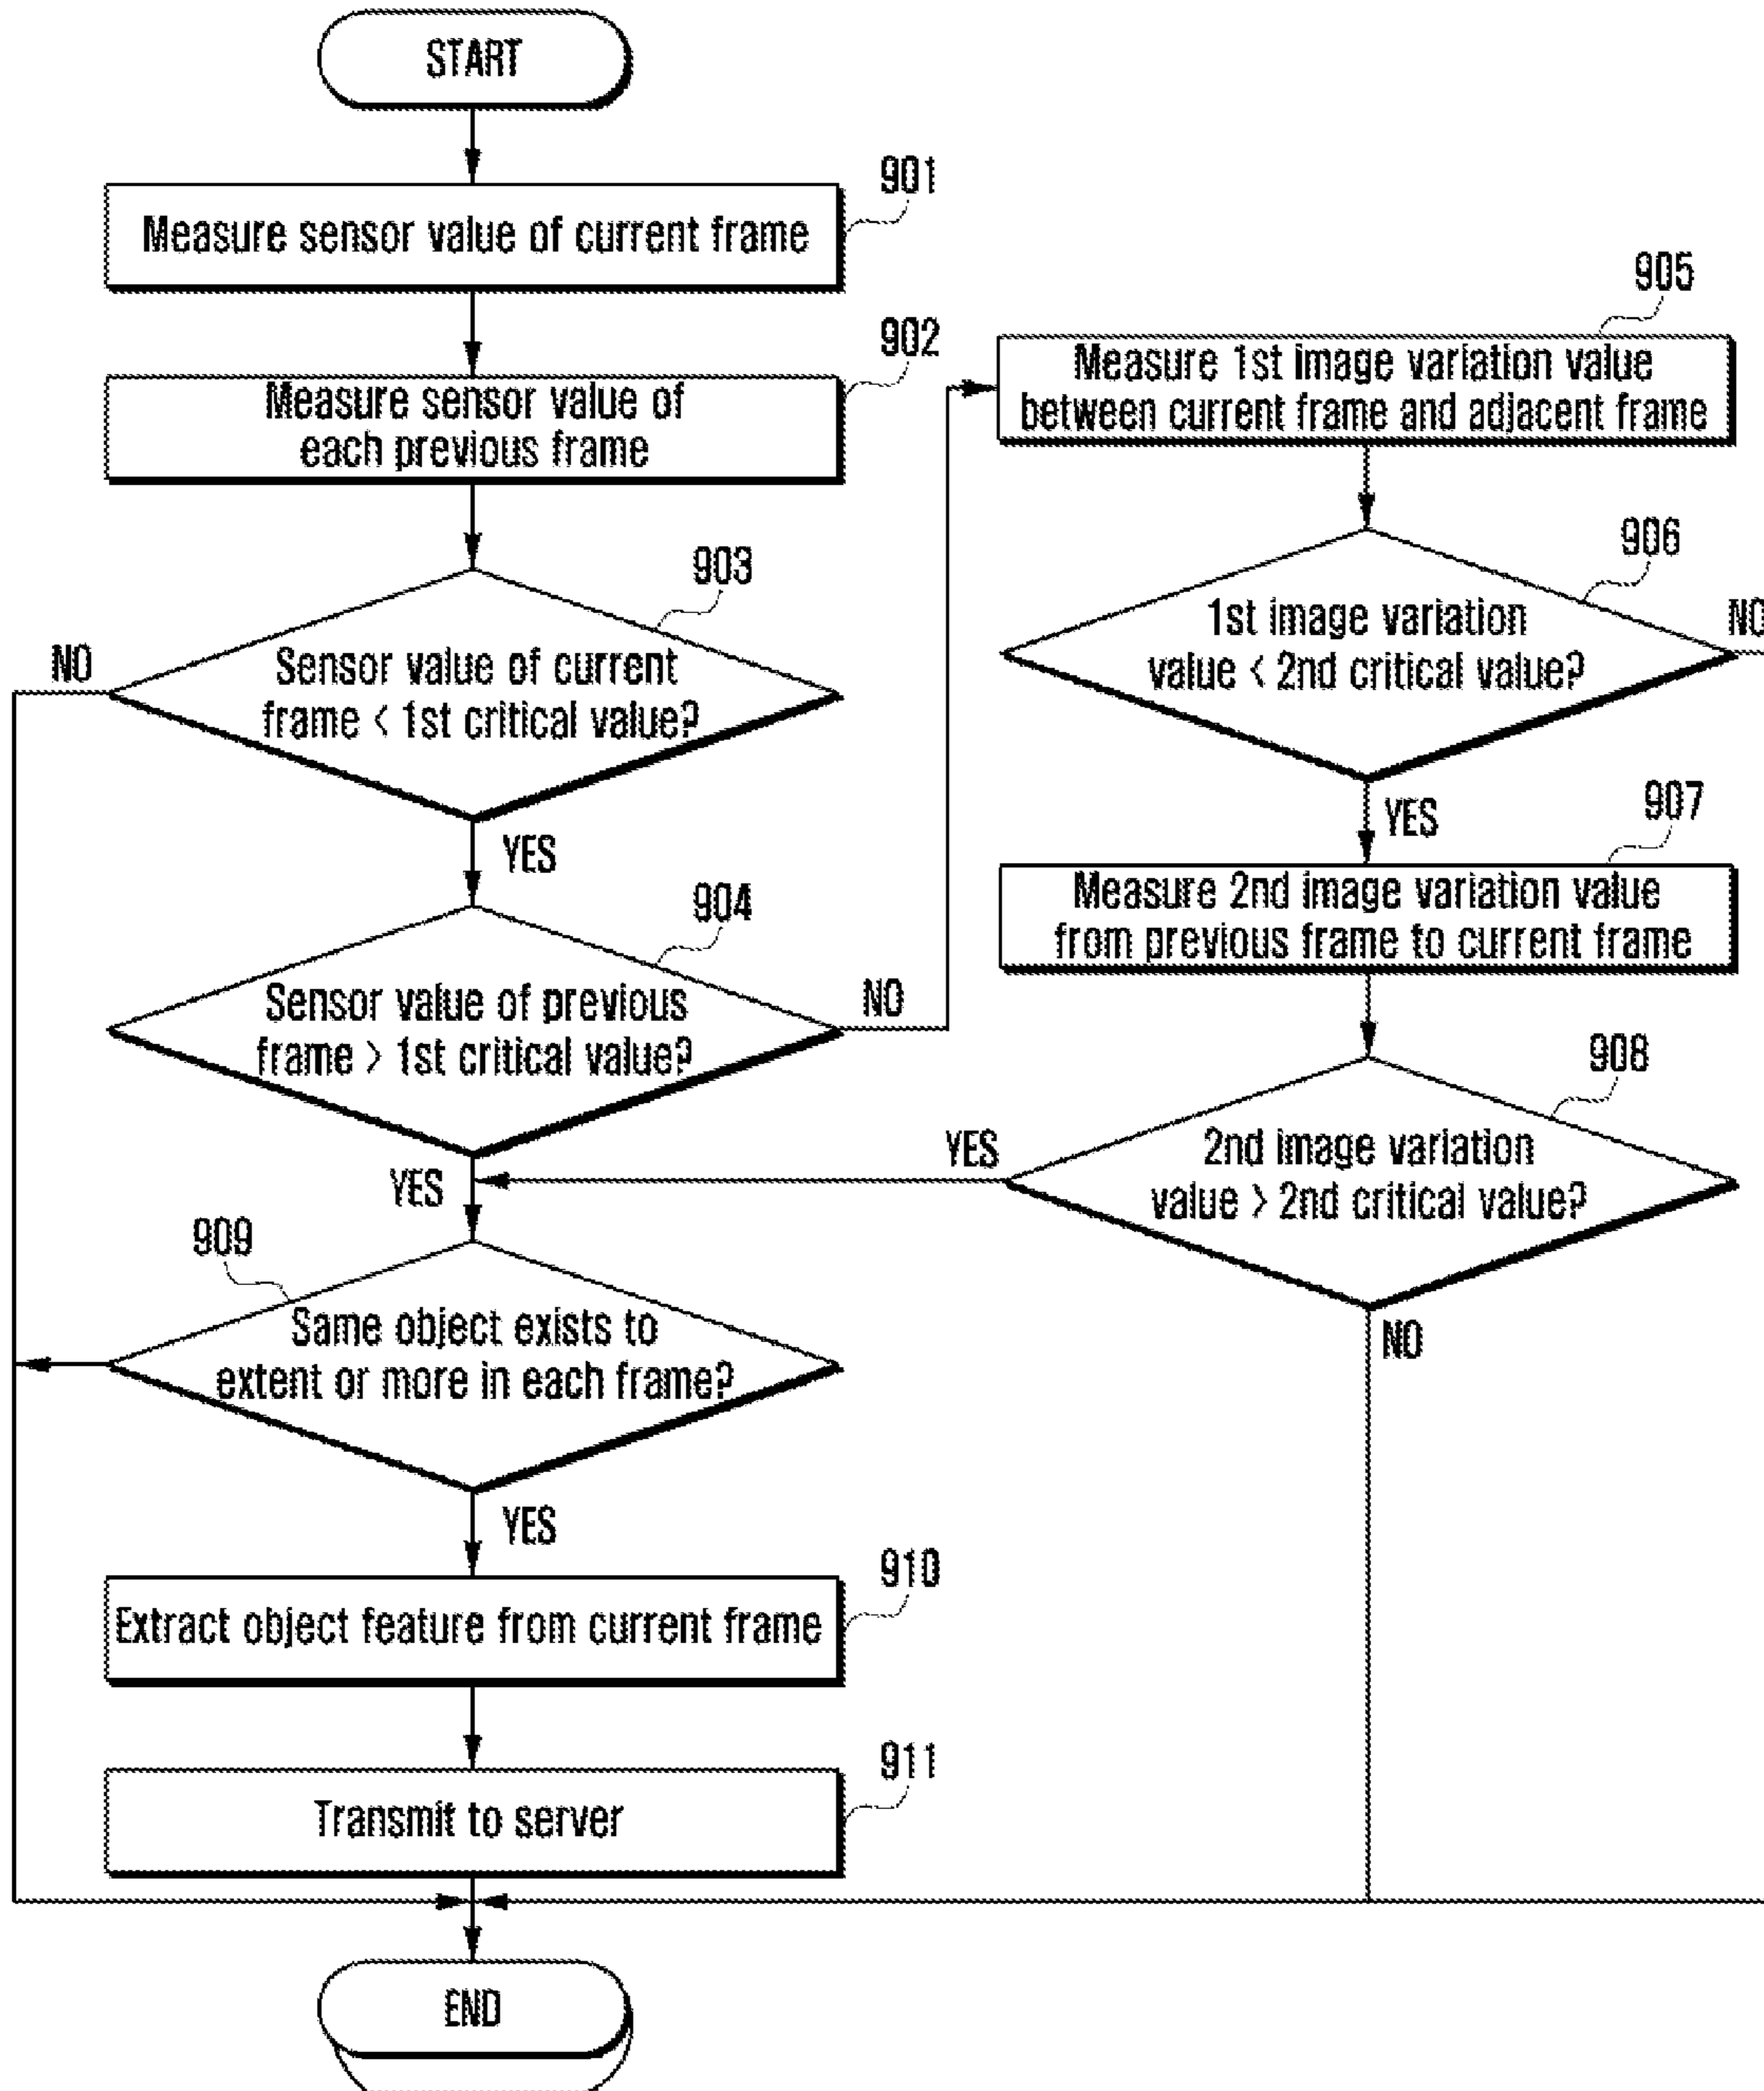 START
901
Measure sensor value of current frame
902
Measure sensor value of
each previous frame
903
NO
Sensor value of current
frame < 1st critical value?
YES
904
Sensor value of previous
frame > 1st critical value?
NO
YES
905
Measure 1st image variation value
between current frame and adjacent frame
906
1st image variation
value < 2nd critical value?
NO
YES
907
Measure 2nd image variation value
from previous frame to current frame
908
YES
2nd image variation
value > 2nd critical value?
NO
909
Same object exists to
extent or more in each frame?
YES
910
Extract object feature from current frame
911
Transmit to server
END